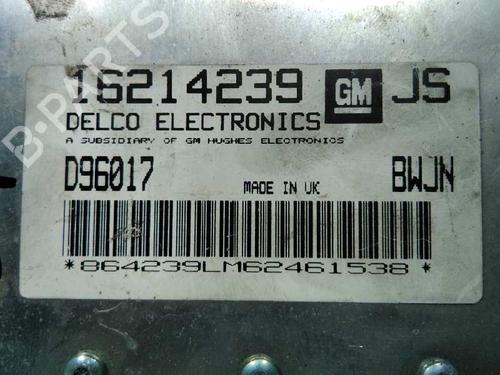 16214239 GM JS
DELCO ELECTRONICS
A SUBSIDIARY OF GM HUGHES ELECTRONICS
D96017 MADE IN UK BWJN
*864239LM62461538*
B-PARTS